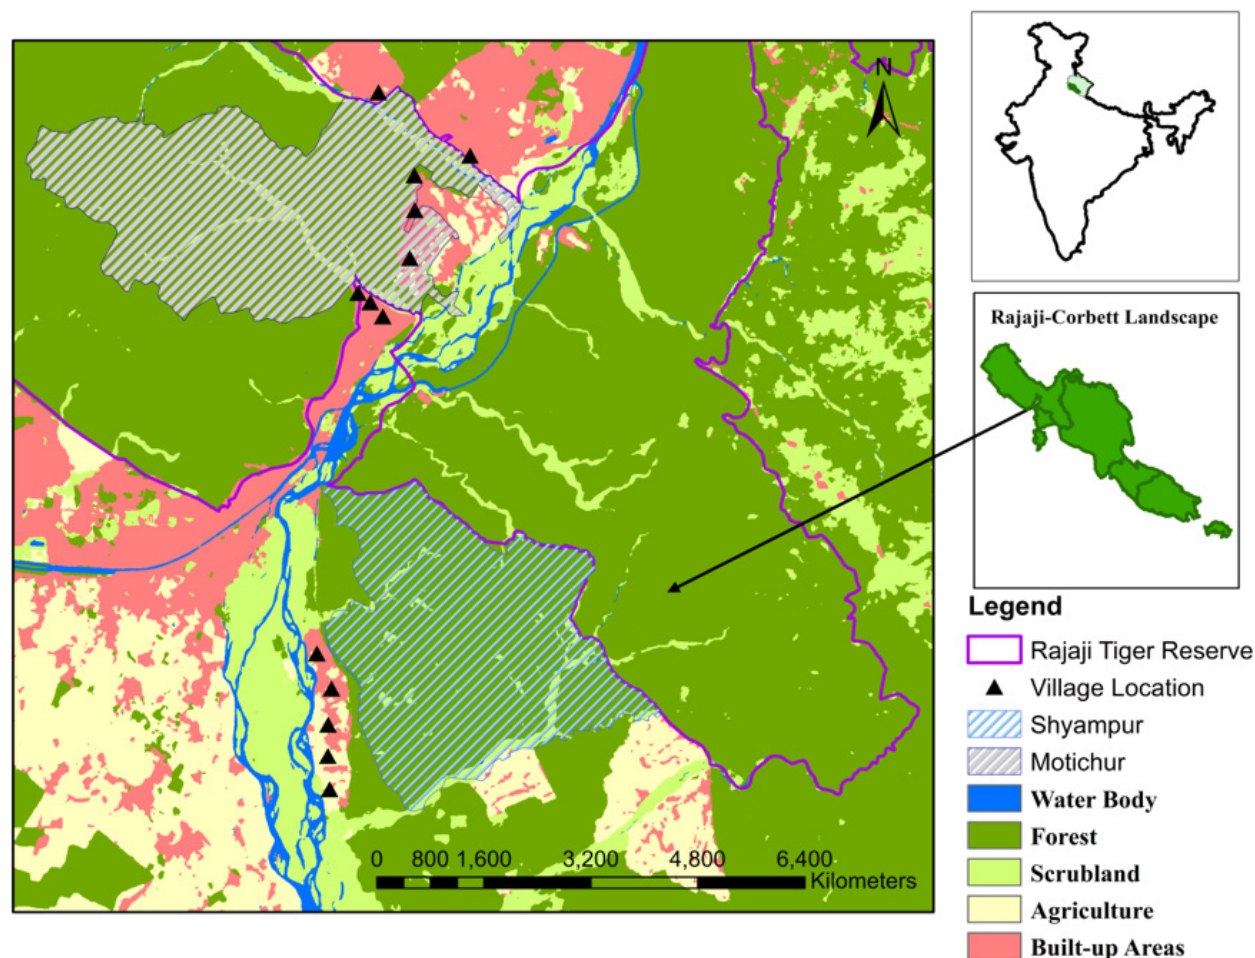 N
Rajaji-Corbett Landscape
Legend
Rajaji Tiger Reserve
Village Location
Shyampur
Motichur
Water Body
Forest
Scrubland
Agriculture
Built-up Areas
0 800 1,600 3,200 4,800 6,400
Kilometers